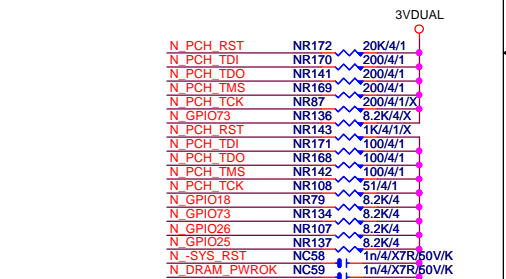 3VDUAL
N_PCH_RST NR172 20K/4/1
N_PCH_TDI NR170 200/4/1
N_PCH_TDO NR141 200/4/1
N_PCH_TMS NR169 200/4/1
N_PCH_TCK NR87 200/4/1/X
N_GPIO73 NR136 8.2K/4/X
N_PCH_RST NR143 1K/4/1/X
N_PCH_TDI NR171 100/4/1
N_PCH_TDO NR168 100/4/1
N_PCH_TMS NR142 100/4/1
N_PCH_TCK NR108 51/4/1
N_GPIO18 NR79 8.2K/4
N_GPIO73 NR134 8.2K/4
N_GPIO26 NR107 8.2K/4
N_GPIO25 NR137 8.2K/4
N_-SYS_RST NC58 1n/4/X7R/50V/K
N_DRAM_PWROK NC59 1n/4/X7R/50V/K